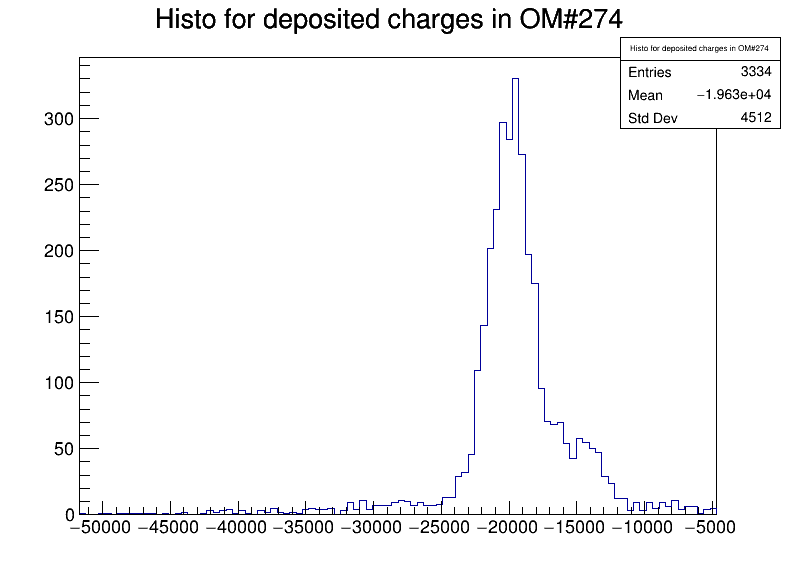 Histo for deposited charges in OM#274
Histo for deposited charges in OM#274
Entries 3334
Mean −1.963e+04
Std Dev 4512
300
250
200
150
100
50
0
−50000 −45000 −40000 −35000 −30000 −25000 −20000 −15000 −10000 −5000